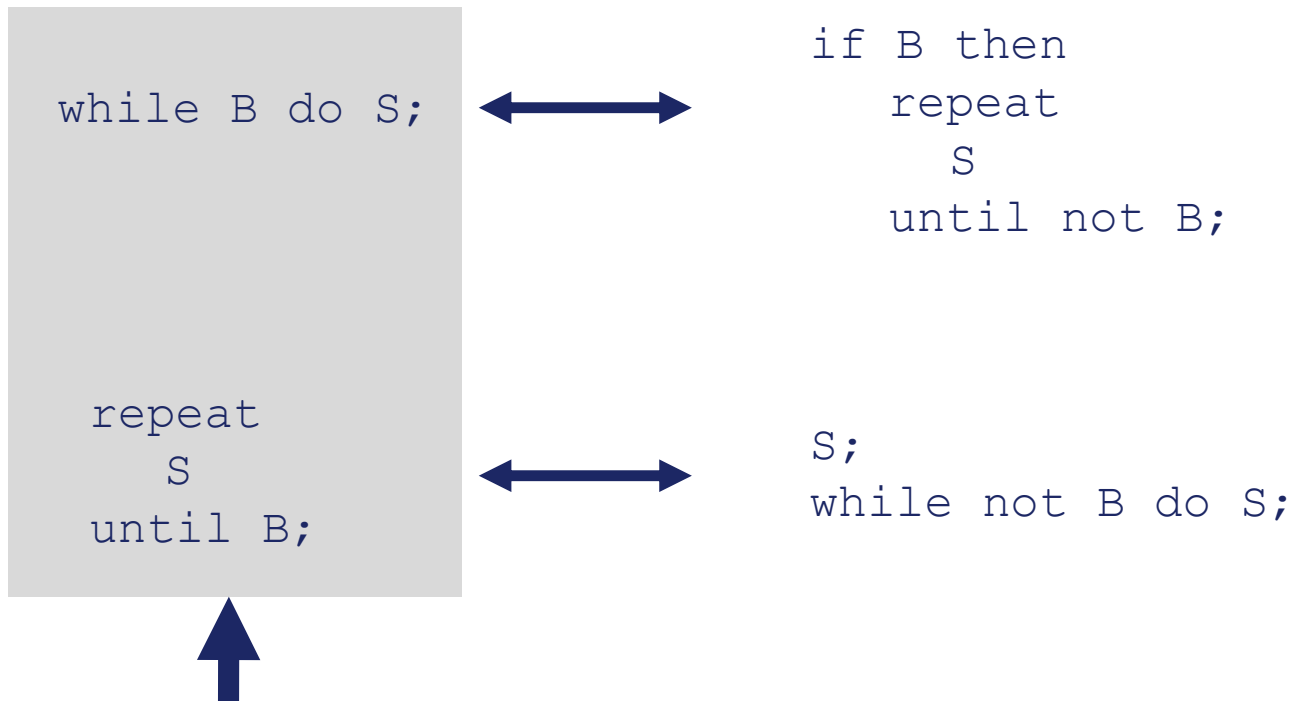 while B do S;
if B then
repeat
S
until not B;
repeat
S
until B;
S;
while not B do S;